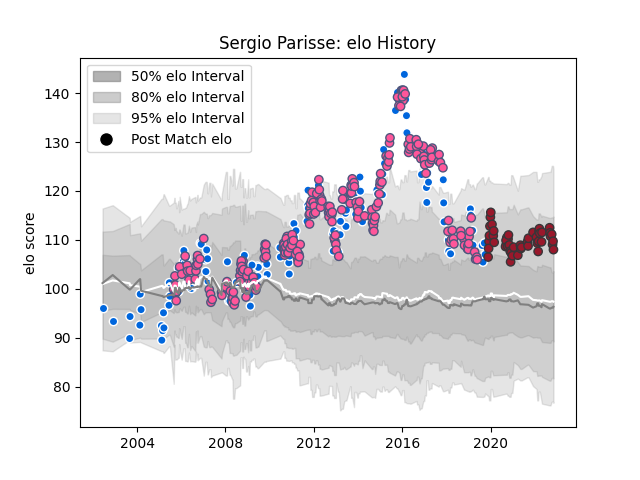 Sergio Parisse: elo History
50% elo Interval
80% elo Interval
95% elo Interval
Post Match elo
elo score
140
130
120
110
100
90
80
2004
2008
2012
2016
2020